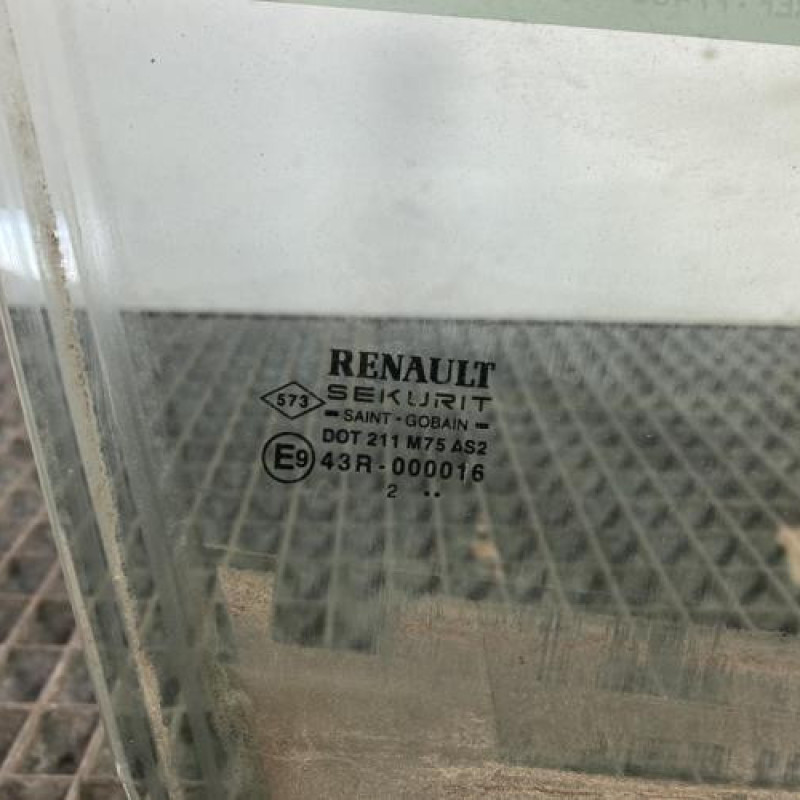 RENAULT
573 SEKURIT
SAINT-GOBAIN
DOT 211 M75 AS2
E9 43R-000016
2 ..